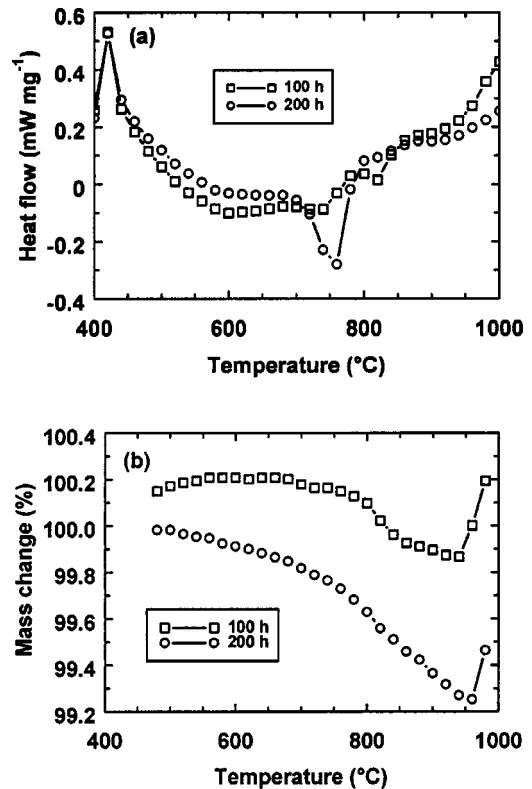 (a)
Heat flow (mW mg⁻¹)
0.6
0.4
0.2
0
-0.2
-0.4
100 h
200 h
400
600
800
1000
Temperature (°C)
(b)
Mass change (%)
100.4
100.2
100.0
99.8
99.6
99.4
99.2
100 h
200 h
400
600
800
1000
Temperature (°C)